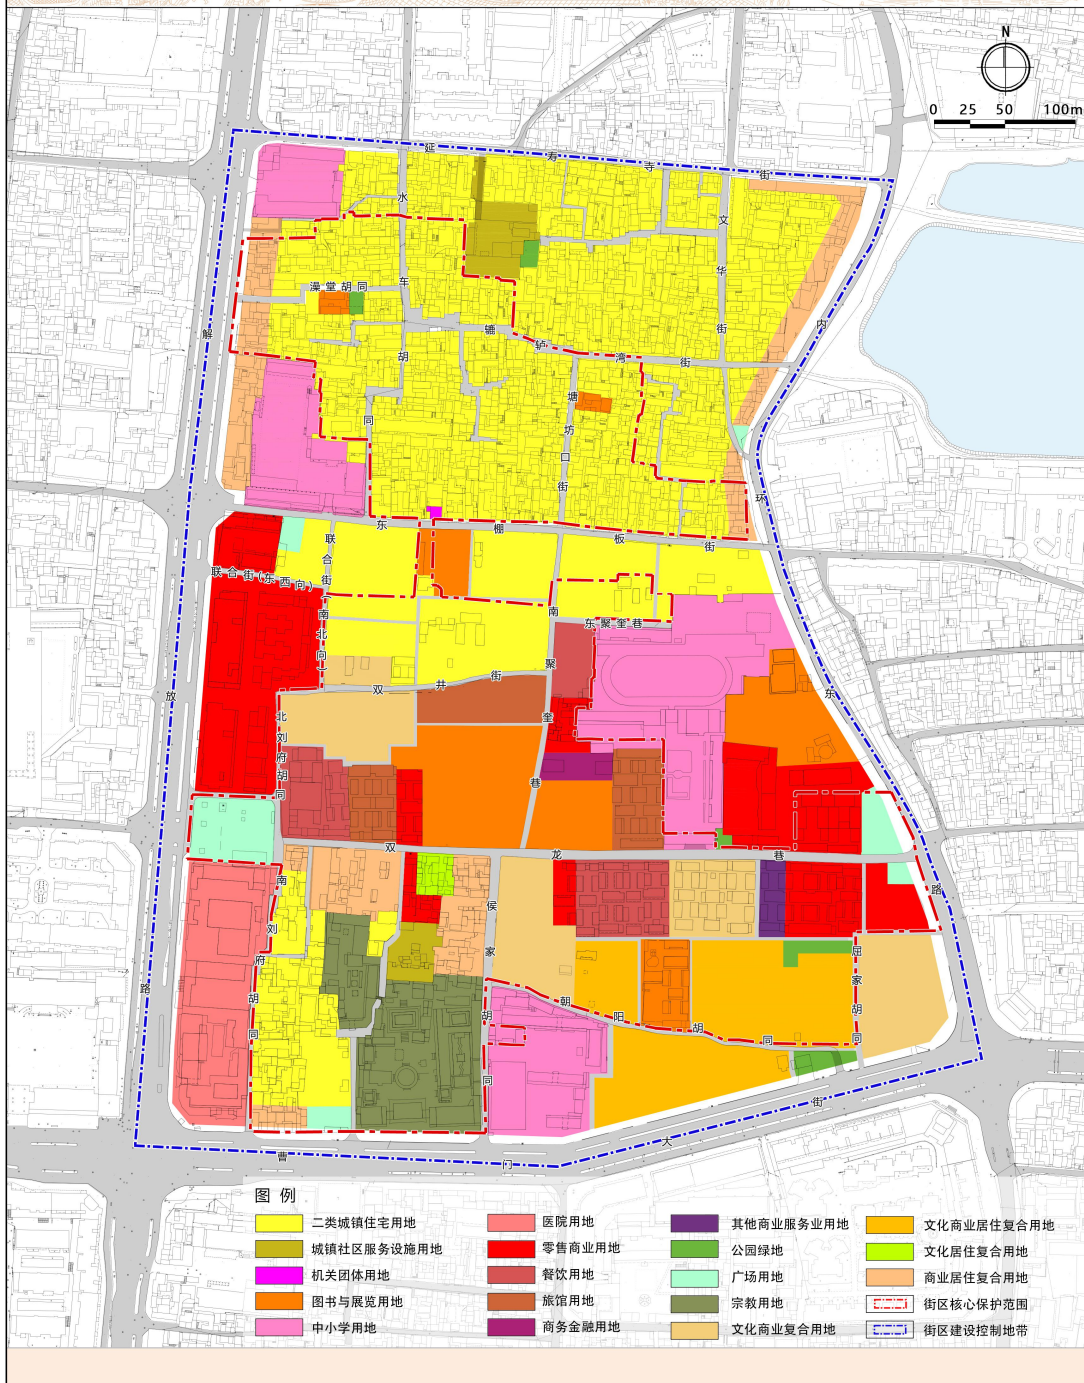 N
0 25 50 100m
延寿寺街
水车胡同
文华街
澡堂胡同
辘轳湾街
塘坊口街
内环东路
解放路
东棚板街
联合街(南北向)
联合街(东西向)
南聚奎巷
东聚奎巷
双井街
北刘府胡同
双龙巷
南刘府胡同
侯家胡同
朝阳胡同
屈家胡同
曹门大街
图 例
二类城镇住宅用地
城镇社区服务设施用地
机关团体用地
图书与展览用地
中小学用地
医院用地
零售商业用地
餐饮用地
旅馆用地
商务金融用地
其他商业服务业用地
公园绿地
广场用地
宗教用地
文化商业复合用地
文化商业居住复合用地
文化居住复合用地
商业居住复合用地
街区核心保护范围
街区建设控制地带